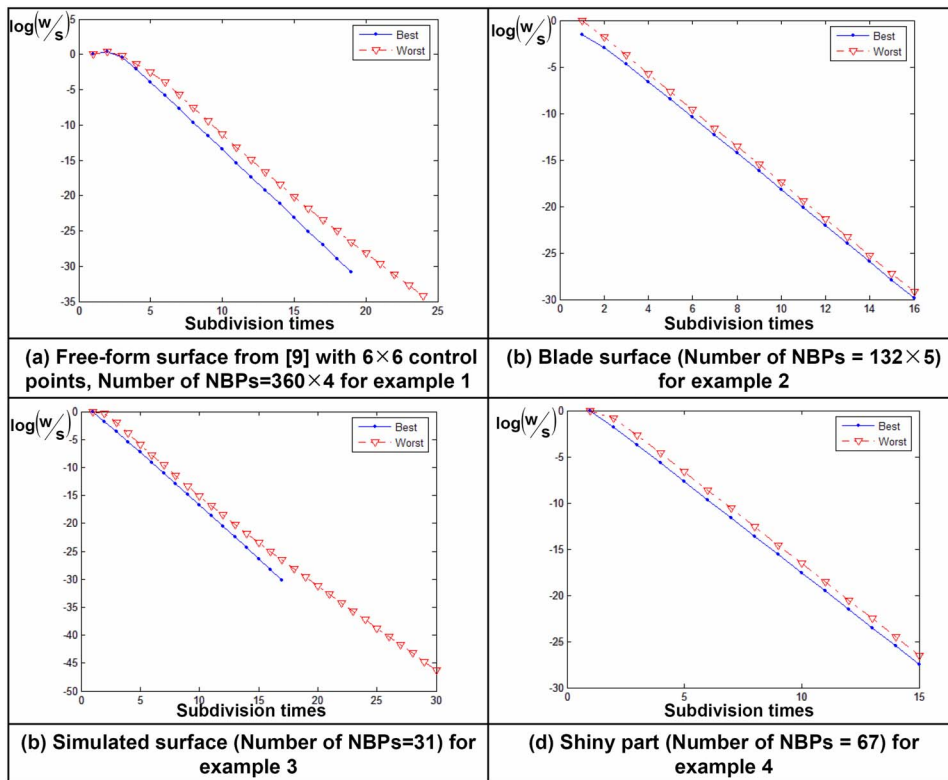 log(w/s)
5
0
-5
-10
-15
-20
-25
-30
-35
0 5 10 15 20 25
Best
Worst
Subdivision times
(a) Free-form surface from [9] with 6×6 control
points, Number of NBPs=360×4 for example 1
log(w/s)
0
-5
-10
-15
-20
-25
-30
0 2 4 6 8 10 12 14 16
Best
Worst
Subdivision times
(b) Blade surface (Number of NBPs = 132×5)
for example 2
log(w/s)
0
-5
-10
-15
-20
-25
-30
-35
-40
-45
-50
0 5 10 15 20 25 30
Best
Worst
Subdivision times
(b) Simulated surface (Number of NBPs=31) for
example 3
log(w/s)
0
-5
-10
-15
-20
-25
-30
0 5 10 15
Best
Worst
Subdivision times
(d) Shiny part (Number of NBPs = 67) for
example 4